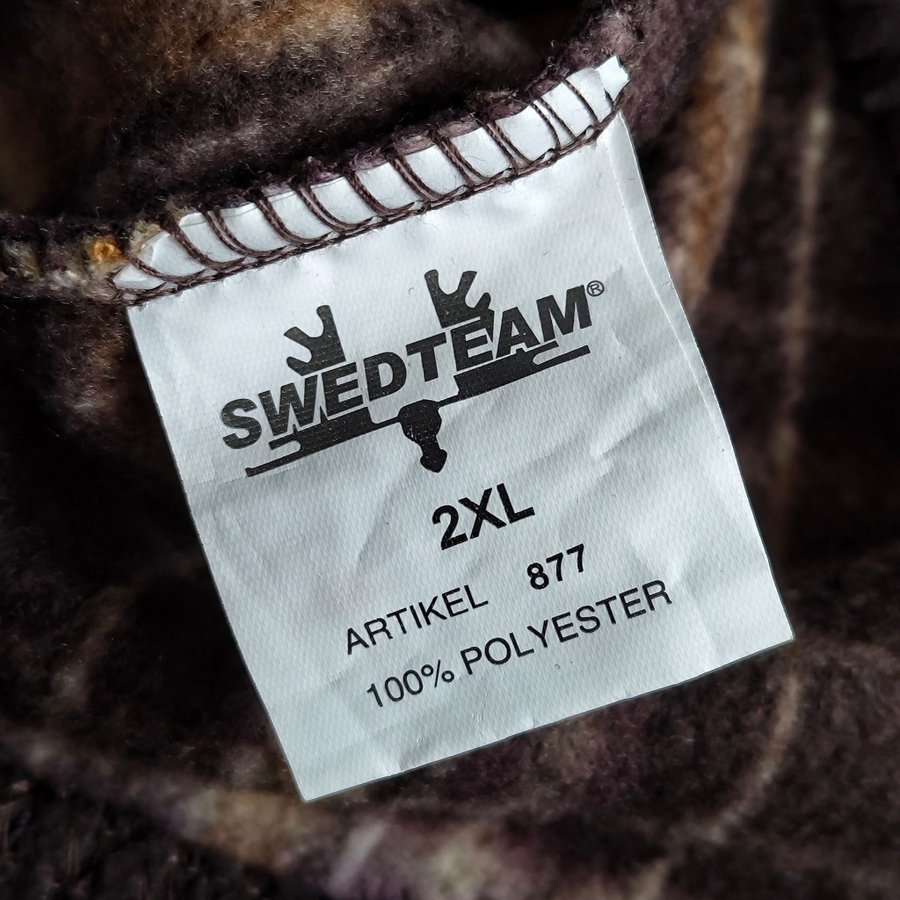 SWEDTEAM®
2XL
ARTIKEL 877
100% POLYESTER